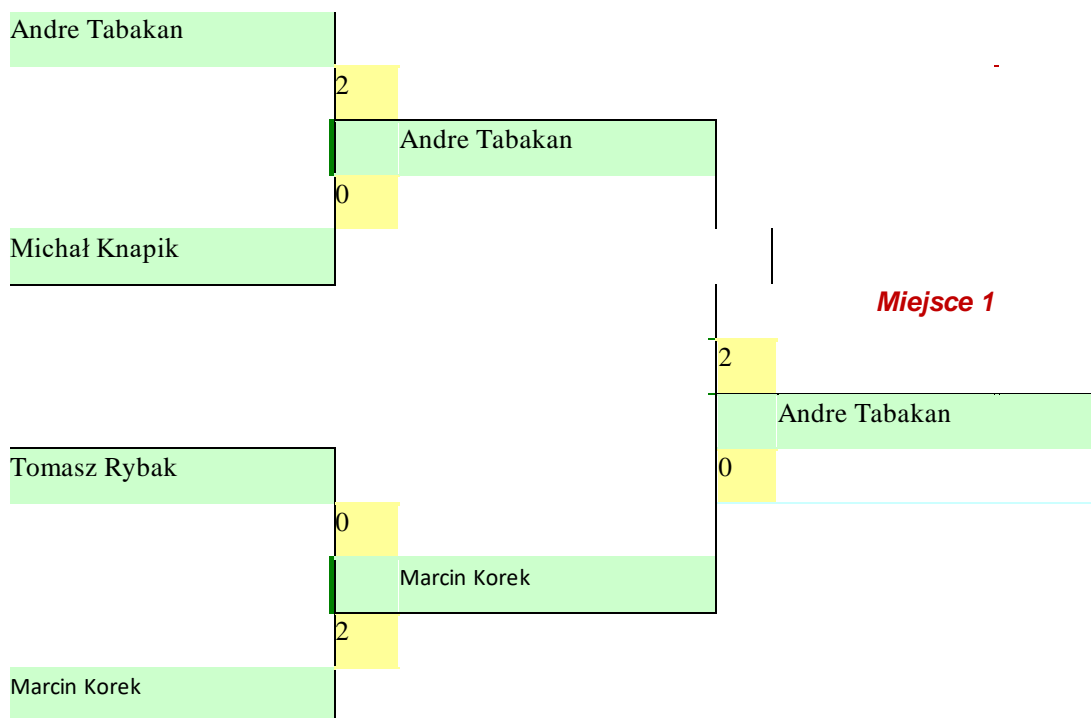 Andre Tabakan
2
Andre Tabakan
0
Michał Knapik
Miejsce 1
2
Andre Tabakan
0
Tomasz Rybak
0
Marcin Korek
2
Marcin Korek